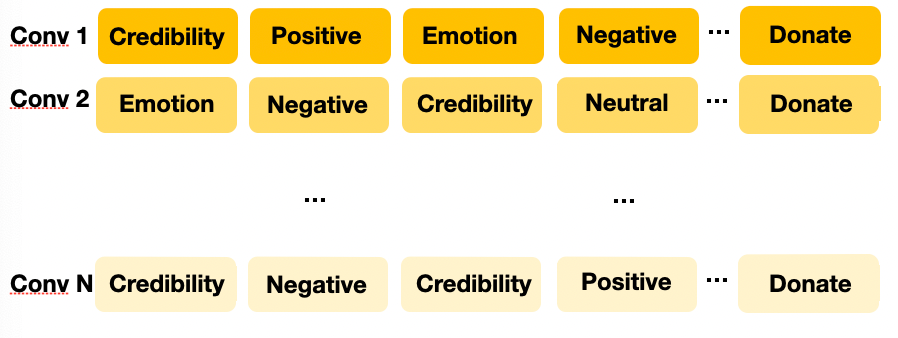 Conv 1 Credibility Positive Emotion Negative ... Donate
Conv 2 Emotion Negative Credibility Neutral ... Donate
... ...
Conv N Credibility Negative Credibility Positive ... Donate